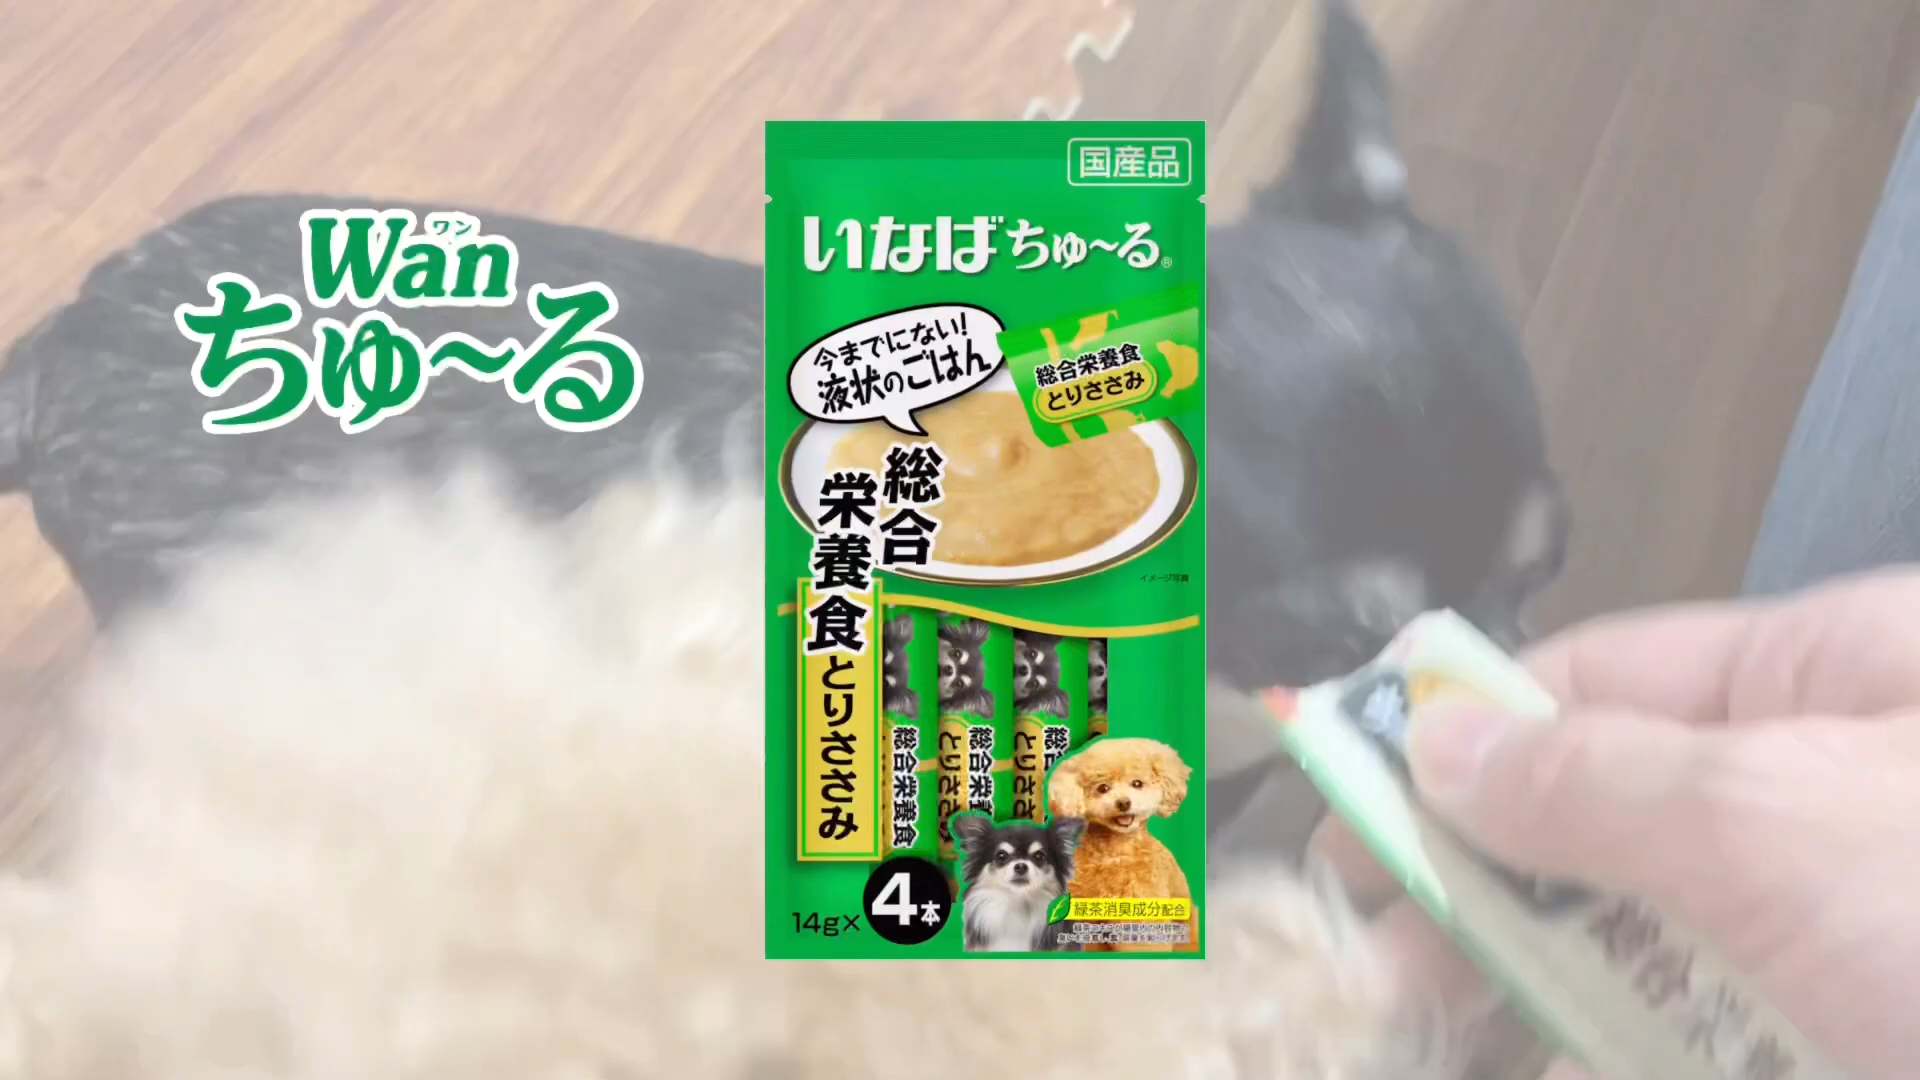 Wan
ワン
ちゅ～る
国産品
いなばちゅ～る®
今までにない!
液状のごはん
総合栄養食
とりささみ
総合
栄養食
とりささみ
イメージ写真
総合栄養食
とりささみ
総合栄養
とりささ
総合
14g×4本
緑茶消臭成分配合